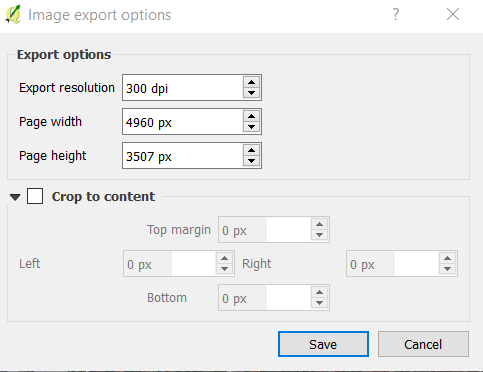 Image export options
Export options
Export resolution 300 dpi
Page width 4960 px
Page height 3507 px
Crop to content
Top margin 0 px
Left 0 px Right 0 px
Bottom 0 px
Save Cancel